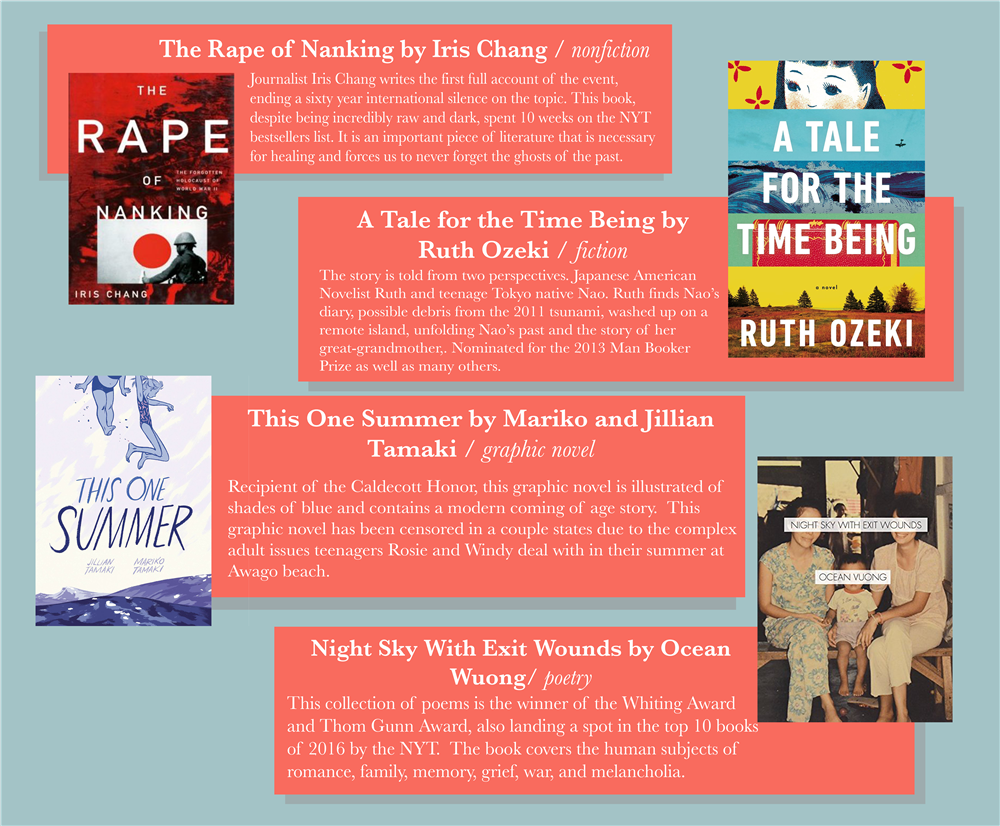 The Rape of Nanking by Iris Chang / nonfiction
Journalist Iris Chang writes the first full account of the event,
ending a sixty year international silence on the topic. This book,
despite being incredibly raw and dark, spent 10 weeks on the NYT
bestsellers list. It is an important piece of literature that is necessary
for healing and forces us to never forget the ghosts of the past.
THE
RAPE
OF
THE FORGOTTEN
HOLOCAUST OF
WORLD WAR II
NANKING
IRIS CHANG
A Tale for the Time Being by
Ruth Ozeki / fiction
The story is told from two perspectives. Japanese American
Novelist Ruth and teenage Tokyo native Nao. Ruth finds Nao's
diary, possible debris from the 2011 tsunami, washed up on a
remote island, unfolding Nao's past and the story of her
great-grandmother,. Nominated for the 2013 Man Booker
Prize as well as many others.
A TALE
FOR THE
TIME BEING
a novel
RUTH OZEKI
This One Summer by Mariko and Jillian
Tamaki / graphic novel
Recipient of the Caldecott Honor, this graphic novel is illustrated of
shades of blue and contains a modern coming of age story.  This
graphic novel has been censored in a couple states due to the complex
adult issues teenagers Rosie and Windy deal with in their summer at
Awago beach.
THIS ONE
SUMMER
JILLIAN TAMAKI
MARIKO TAMAKI
Night Sky With Exit Wounds by Ocean
Wuong/ poetry
This collection of poems is the winner of the Whiting Award
and Thom Gunn Award, also landing a spot in the top 10 books
of 2016 by the NYT.  The book covers the human subjects of
romance, family, memory, grief, war, and melancholia.
NIGHT SKY WITH EXIT WOUNDS
OCEAN VUONG